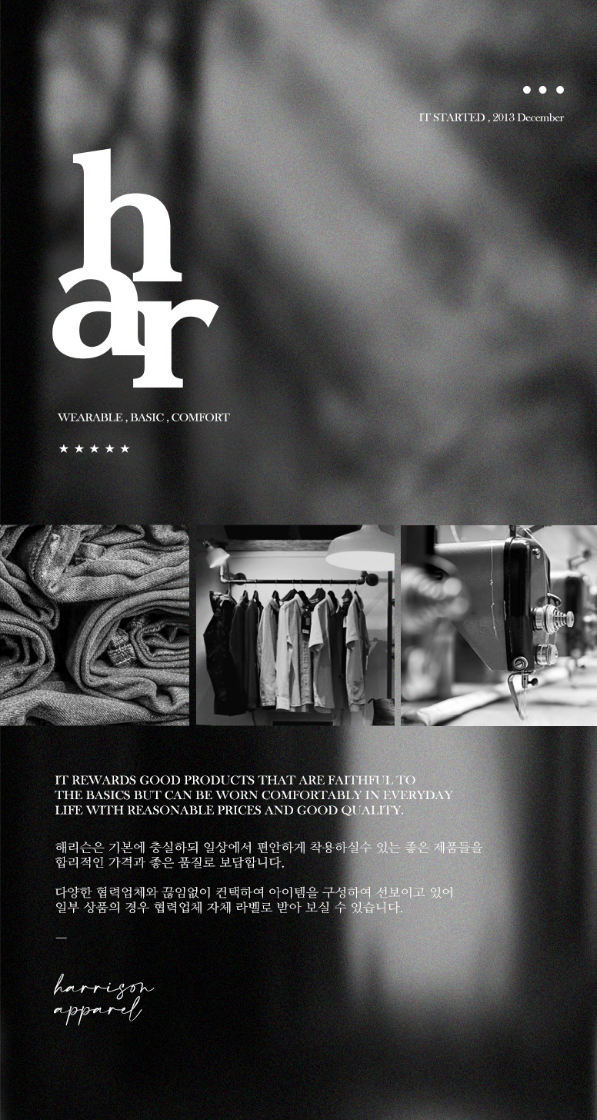 IT STARTED , 2013 December
har
WEARABLE , BASIC , COMFORT
IT REWARDS GOOD PRODUCTS THAT ARE FAITHFUL TO
THE BASICS BUT CAN BE WORN COMFORTABLY IN EVERYDAY
LIFE WITH REASONABLE PRICES AND GOOD QUALITY.
해리슨은 기본에 충실하되 일상에서 편안하게 착용하실수 있는 좋은 제품들을
합리적인 가격과 좋은 품질로 보답합니다.
다양한 협력업체와 끊임없이 컨택하여 아이템을 구성하여 선보이고 있어
일부 상품의 경우 협력업체 자체 라벨로 받아 보실 수 있습니다.
harrison
apparel